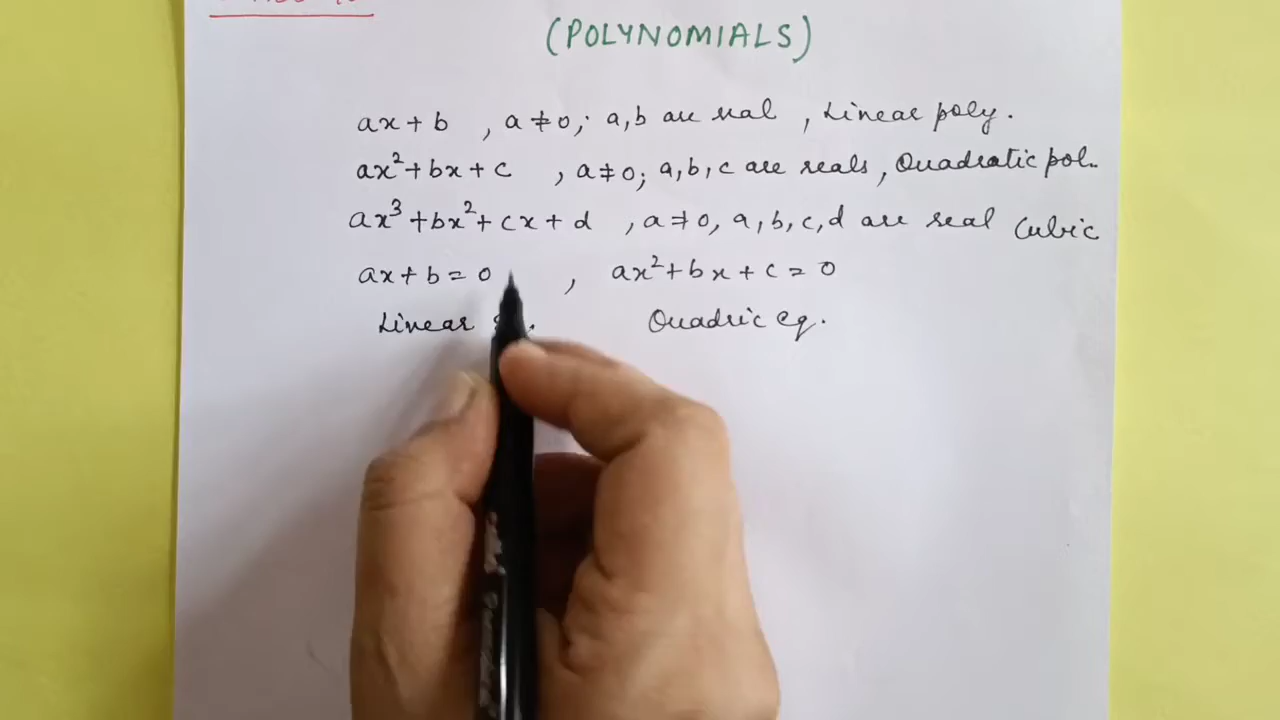 (POLYNOMIALS)
ax + b , a ≠ 0; a, b are real , Linear poly.
ax² + bx + c , a ≠ 0; a, b, c are reals, Quadratic pol..
ax³ + bx² + cx + d , a ≠ 0, a, b, c, d are real Cubic
ax + b = 0 , ax² + bx + c = 0
Linear Quadric eq.